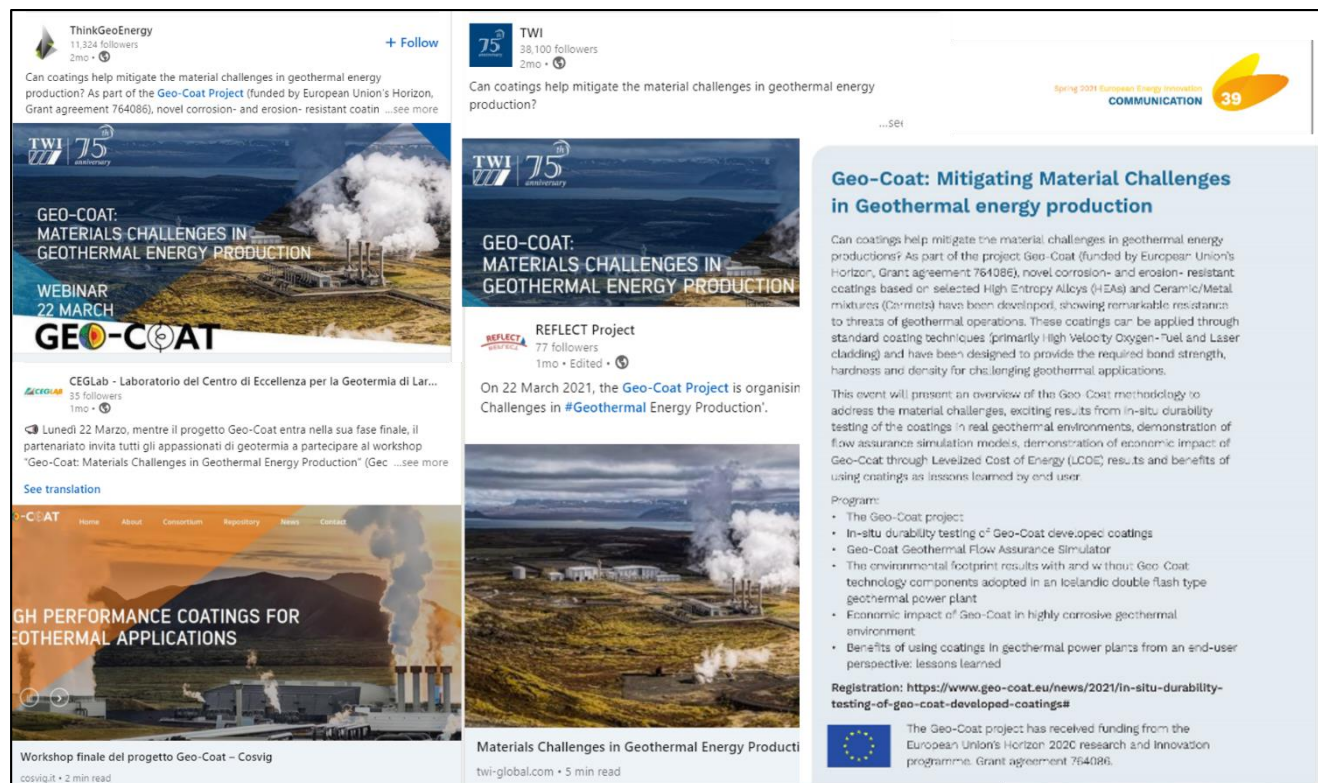 ThinkGeoEnergy
11,324 followers
2mo •
+ Follow
Can coatings help mitigate the material challenges in geothermal energy
production? As part of the Geo-Coat Project (funded by European Union's Horizon,
Grant agreement 764086), novel corrosion- and erosion- resistant coatin ...see more
TWI 75th anniversary
GEO-COAT:
MATERIALS CHALLENGES IN
GEOTHERMAL ENERGY PRODUCTION
WEBINAR
22 MARCH
GEO-COAT
CEGLAB
CEGLab - Laboratorio del Centro di Eccellenza per la Geotermia di Lar...
35 followers
1mo •
Lunedì 22 Marzo, mentre il progetto Geo-Coat entra nella sua fase finale, il
partenariato invita tutti gli appassionati di geotermia a partecipare al workshop
"Geo-Coat: Materials Challenges in Geothermal Energy Production" (Gec ...see more
See translation
O-COAT Home About Consortium Repository News Contact
GH PERFORMANCE COATINGS FOR
EOTHERMAL APPLICATIONS
Workshop finale del progetto Geo-Coat – Cosvig
cosvig.it • 2 min read
75
TWI
38,100 followers
2mo •
Can coatings help mitigate the material challenges in geothermal energy
production?
...see
TWI 75th anniversary
GEO-COAT:
MATERIALS CHALLENGES IN
GEOTHERMAL ENERGY PRODUCTION
REFLECT
REFLECT Project
77 followers
1mo • Edited •
On 22 March 2021, the Geo-Coat Project is organisin
Challenges in #Geothermal Energy Production'.
Materials Challenges in Geothermal Energy Producti
twi-global.com • 5 min read
Spring 2021 European Energy Innovation
COMMUNICATION
39
Geo-Coat: Mitigating Material Challenges
in Geothermal energy production
Can coatings help mitigate the material challenges in geothermal energy
productions? As part of the project Geo-Coat (funded by European Union's
Horizon, Grant agreement 764086), novel corrosion- and erosion- resistant
coatings based on selected High Entropy Alloys (HEAs) and Ceramic/Metal
mixtures (Cermets) have been developed, showing remarkable resistance
to threats of geothermal operations. These coatings can be applied through
standard coating techniques (primarily High Velocity Oxygen-Fuel and Laser
cladding) and have been designed to provide the required bond strength,
hardness and density for challenging geothermal applications.
This event will present an overview of the Geo-Coat methodology to
address the material challenges, exciting results from in-situ durability
testing of the coatings in real geothermal environments, demonstration of
flow assurance simulation models, demonstration of economic impact of
Geo-Coat through Levelized Cost of Energy (LCOE) results and benefits of
using coatings as lessons learned by end user.
Program:
• The Geo-Coat project
• In-situ durability testing of Geo-Coat developed coatings
• Geo-Coat Geothermal Flow Assurance Simulator
• The environmental footprint results with and without Geo-Coat
technology components adopted in an Icelandic double flash type
geothermal power plant
• Economic impact of Geo-Coat in highly corrosive geothermal
environment
• Benefits of using coatings in geothermal power plants from an end-user
perspective: lessons learned
Registration: https://www.geo-coat.eu/news/2021/in-situ-durability-
testing-of-geo-coat-developed-coatings#
The Geo-Coat project has received funding from the
European Union's Horizon 2020 research and innovation
programme. Grant agreement 764086.